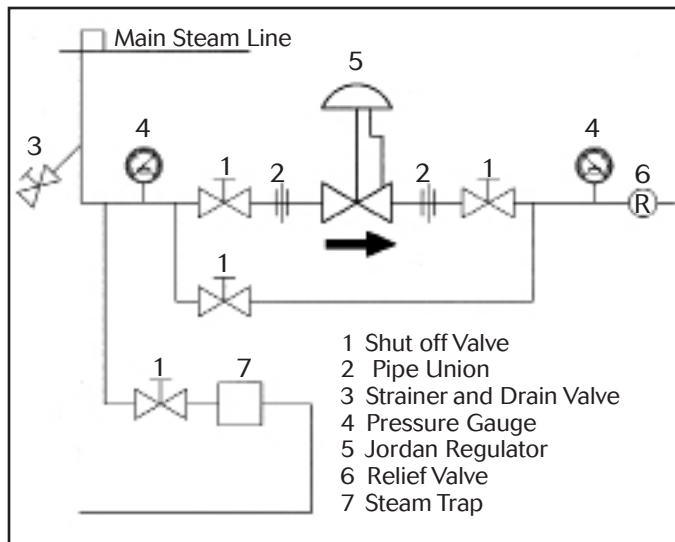 Main Steam Line
5
4
4
3
1
2
2
1
6
R
1
1
7
1 Shut off Valve
2 Pipe Union
3 Strainer and Drain Valve
4 Pressure Gauge
5 Jordan Regulator
6 Relief Valve
7 Steam Trap